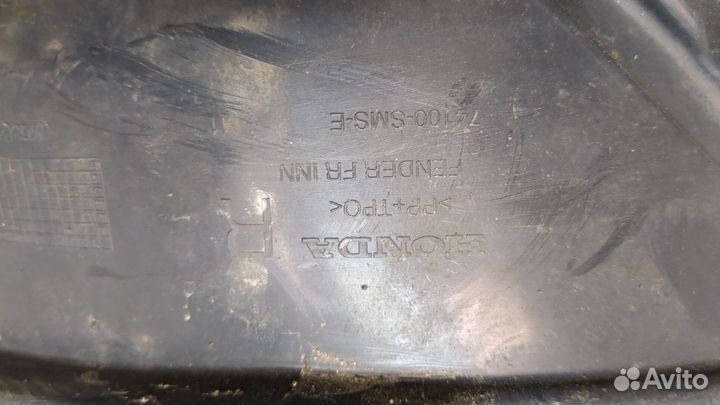 HONDA R
>PP+TPO<
FENDER FR INN
74100-SMS-E
Avito